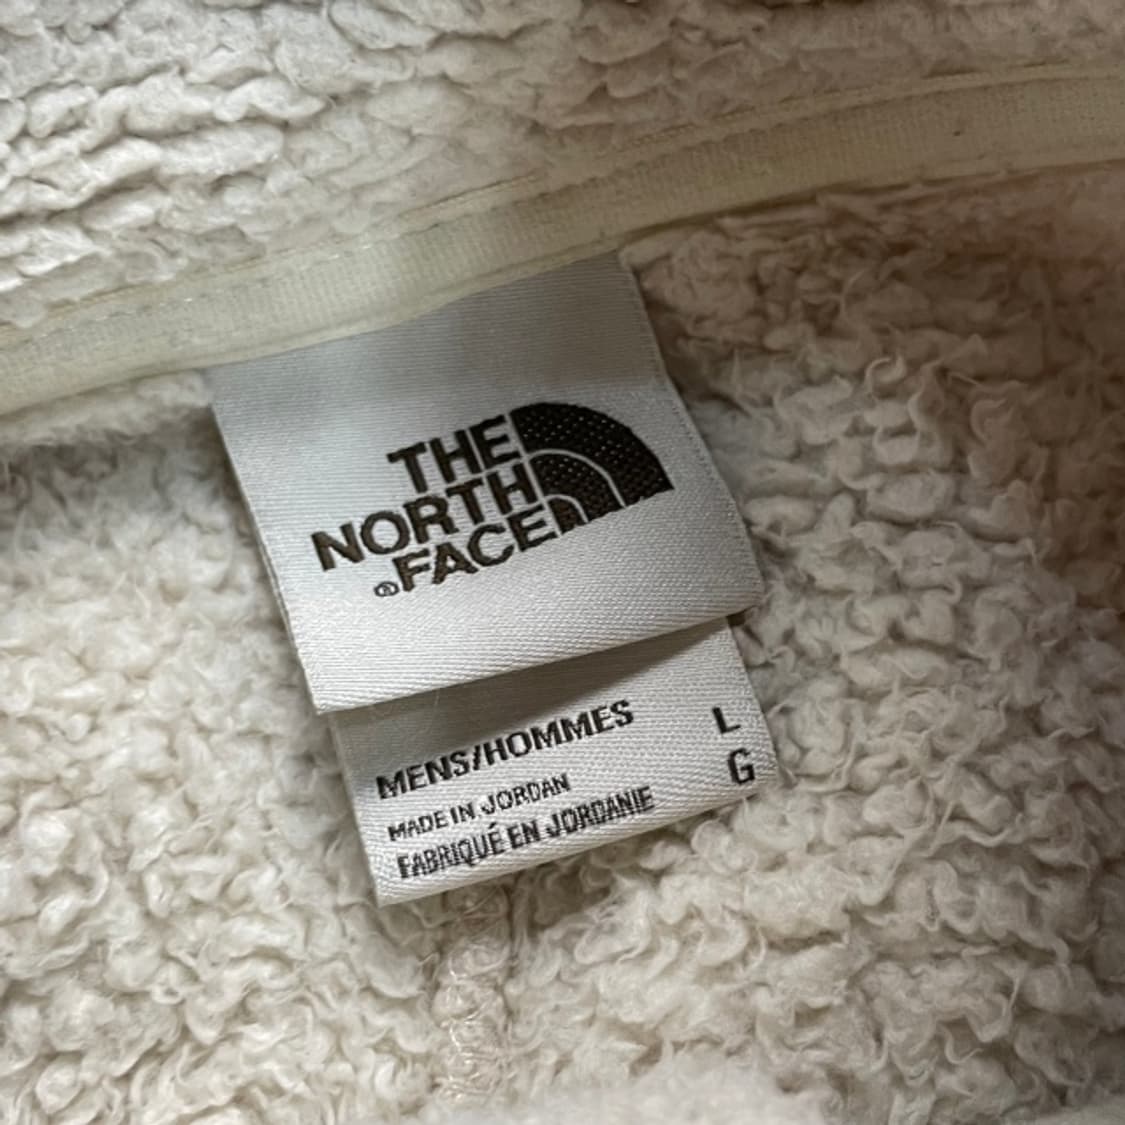 THE
NORTH
®FACE
MENS/HOMMES L
MADE IN JORDAN G
FABRIQUÉ EN JORDANIE